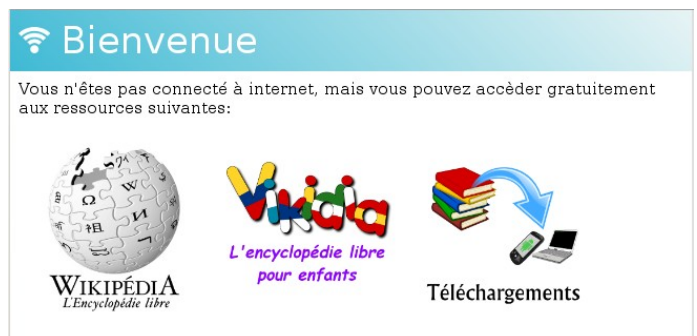 Bienvenue
Vous n'êtes pas connecté à internet, mais vous pouvez accèder gratuitement
aux ressources suivantes:
Ω
W
祖
И
WIKIPÉDIA
L'Encyclopédie libre
Vikidia
L'encyclopédie libre
pour enfants
Téléchargements